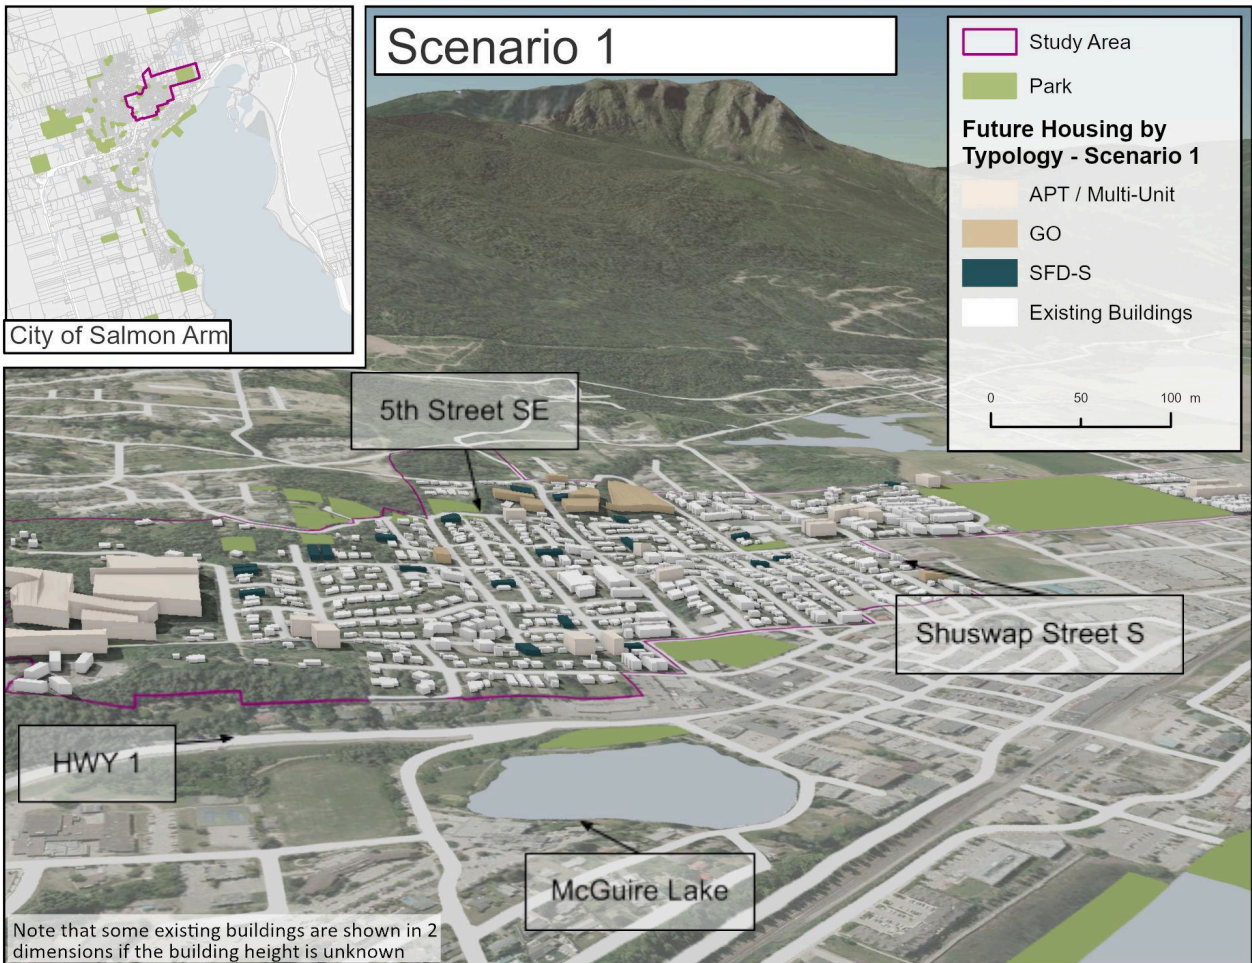 Scenario 1
City of Salmon Arm
Study Area
Park
Future Housing by
Typology - Scenario 1
APT / Multi-Unit
GO
SFD-S
Existing Buildings
0 50 100 m
5th Street SE
Shuswap Street S
HWY 1
McGuire Lake
Note that some existing buildings are shown in 2
dimensions if the building height is unknown